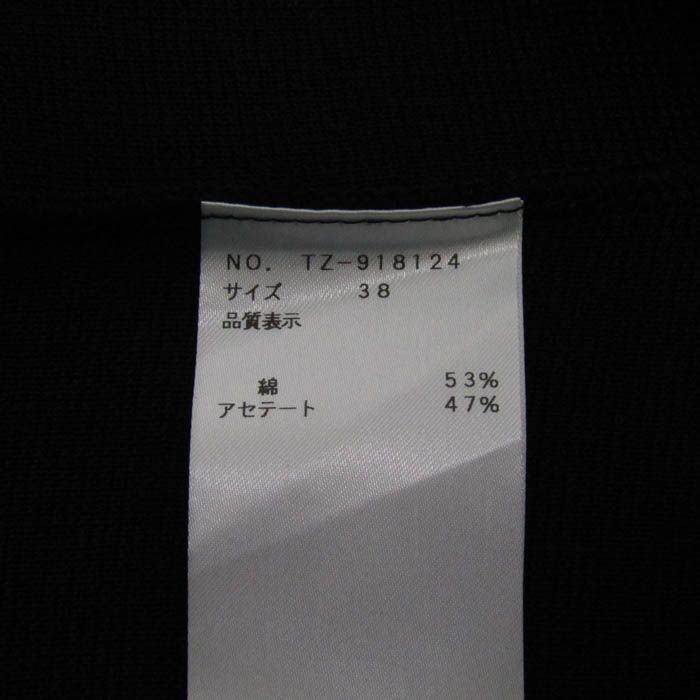 NO. TZ-918124
サイズ 38
品質表示
綿 53%
アセテート 47%